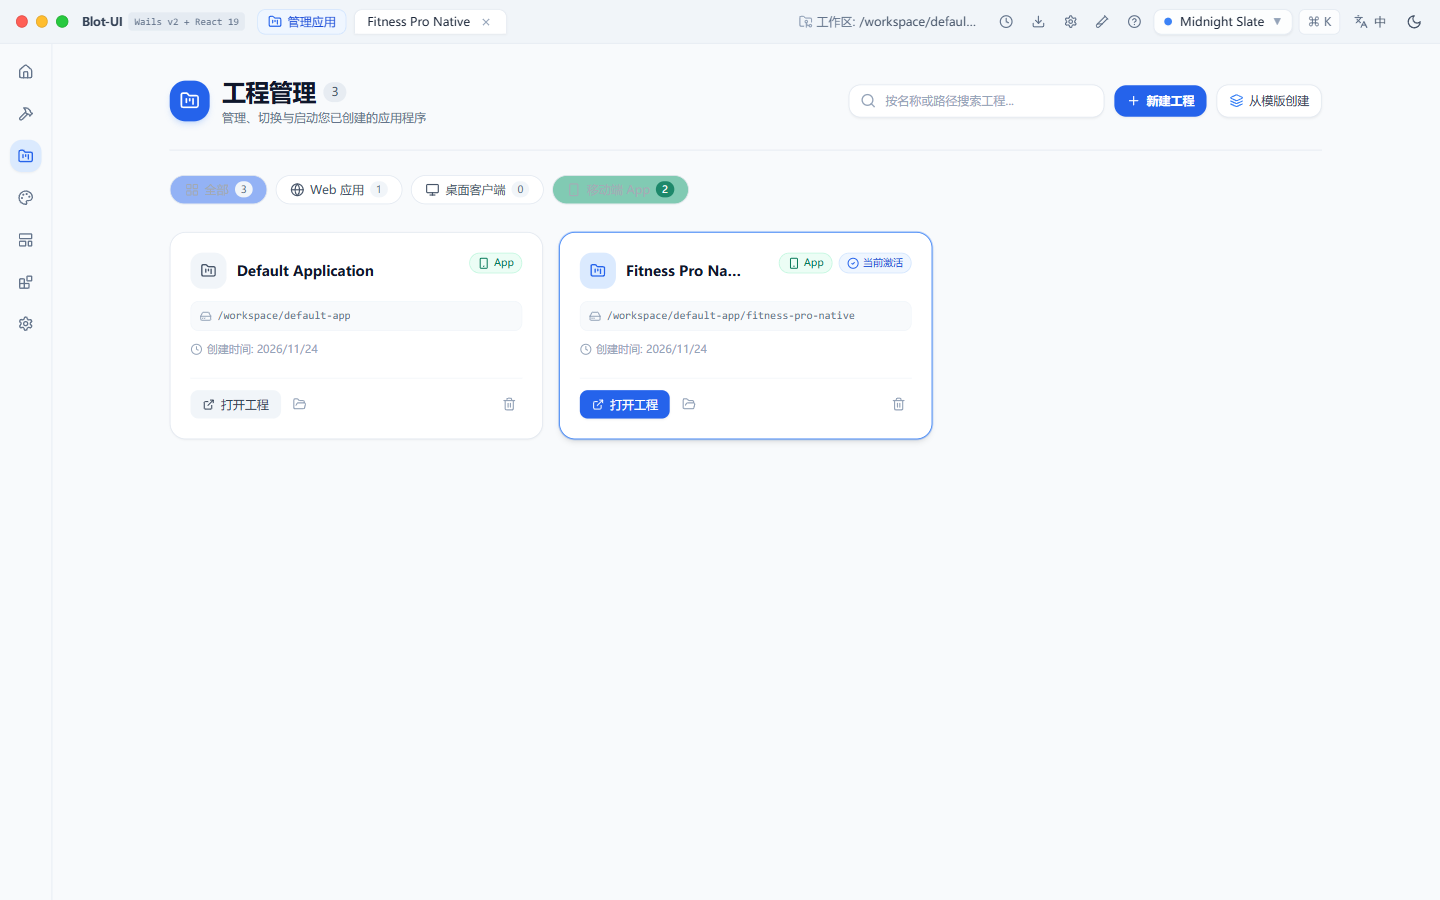 Blot-UI
Wails v2 + React 19
管理应用
Fitness Pro Native
工作区: /workspace/defaul...
Midnight Slate
⌘ K
中
工程管理
3
管理、切换与启动您已创建的应用程序
按名称或路径搜索工程...
新建工程
从模版创建
全部
3
Web 应用
1
桌面客户端
0
移动端 App
2
Default Application
App
/workspace/default-app
创建时间: 2026/11/24
打开工程
Fitness Pro Na...
App
当前激活
/workspace/default-app/fitness-pro-native
创建时间: 2026/11/24
打开工程